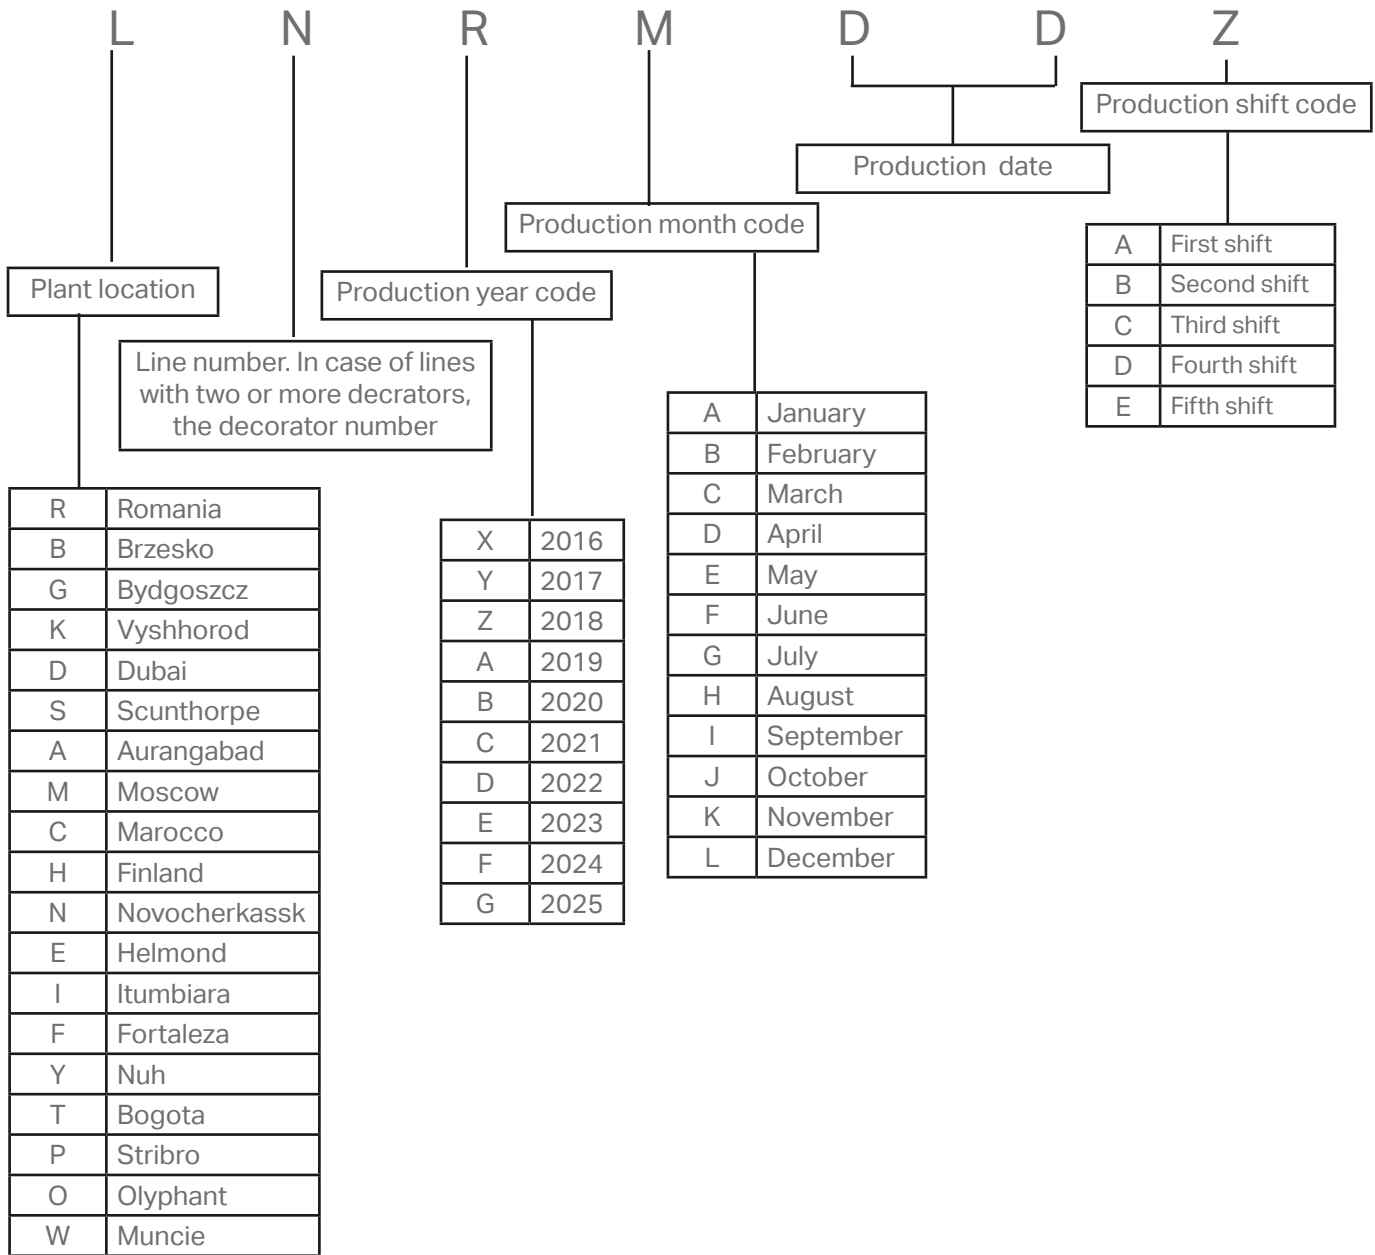 L N R M D D Z
Production shift code
Production date
Production month code
Plant location
Production year code
Line number. In case of lines
with two or more decrators,
the decorator number
A First shift
B Second shift
C Third shift
D Fourth shift
E Fifth shift
A January
B February
C March
D April
E May
F June
G July
H August
I September
J October
K November
L December
X 2016
Y 2017
Z 2018
A 2019
B 2020
C 2021
D 2022
E 2023
F 2024
G 2025
R Romania
B Brzesko
G Bydgoszcz
K Vyshhorod
D Dubai
S Scunthorpe
A Aurangabad
M Moscow
C Marocco
H Finland
N Novocherkassk
E Helmond
I Itumbiara
F Fortaleza
Y Nuh
T Bogota
P Stribro
O Olyphant
W Muncie